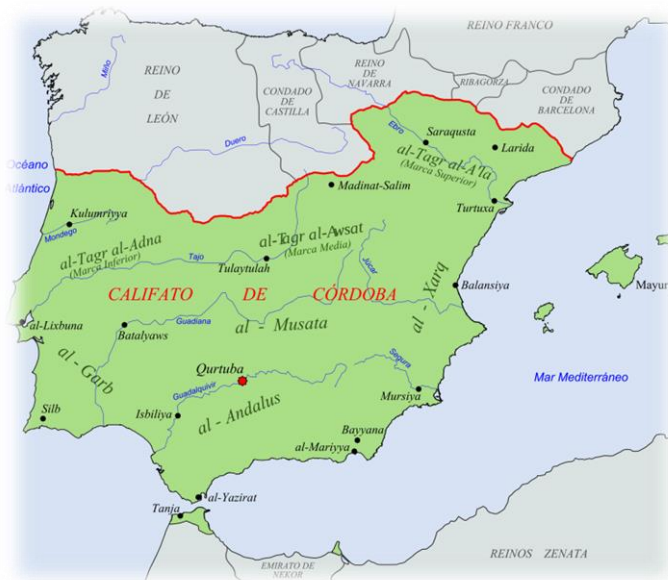 REINO FRANCO
Miño
REINO
DE
LEÓN
CONDADO
DE
CASTILLA
REINO
DE
NAVARRA
RIBAGORZA
CONDADO
DE
BARCELONA
Duero
Ebro
Saraqusta
Larida
al-Tagr al-A'la
(Marca Superior)
Océano
Atlántico
Madinat-Salim
Turtuxa
Kulumriyya
Mondego
al-Tagr al-Adna
(Marca Inferior)
al-Tagr al-Awsat
(Marca Media)
Tajo
Tulaytulah
Júcar
al - Xarq
Balansiya
Mayur
CALIFATO DE CÓRDOBA
al-Lixbuna
Batalyaws
Guadiana
al - Musata
al - Garb
Qurtuba
Segura
Mar Mediterráneo
Guadalquivir
Mursiya
Silb
Isbiliya
al - Andalus
Bayyana
al-Mariyya
al-Yazirat
Tanja
EMIRATO DE
NEKOR
REINOS ZENATA